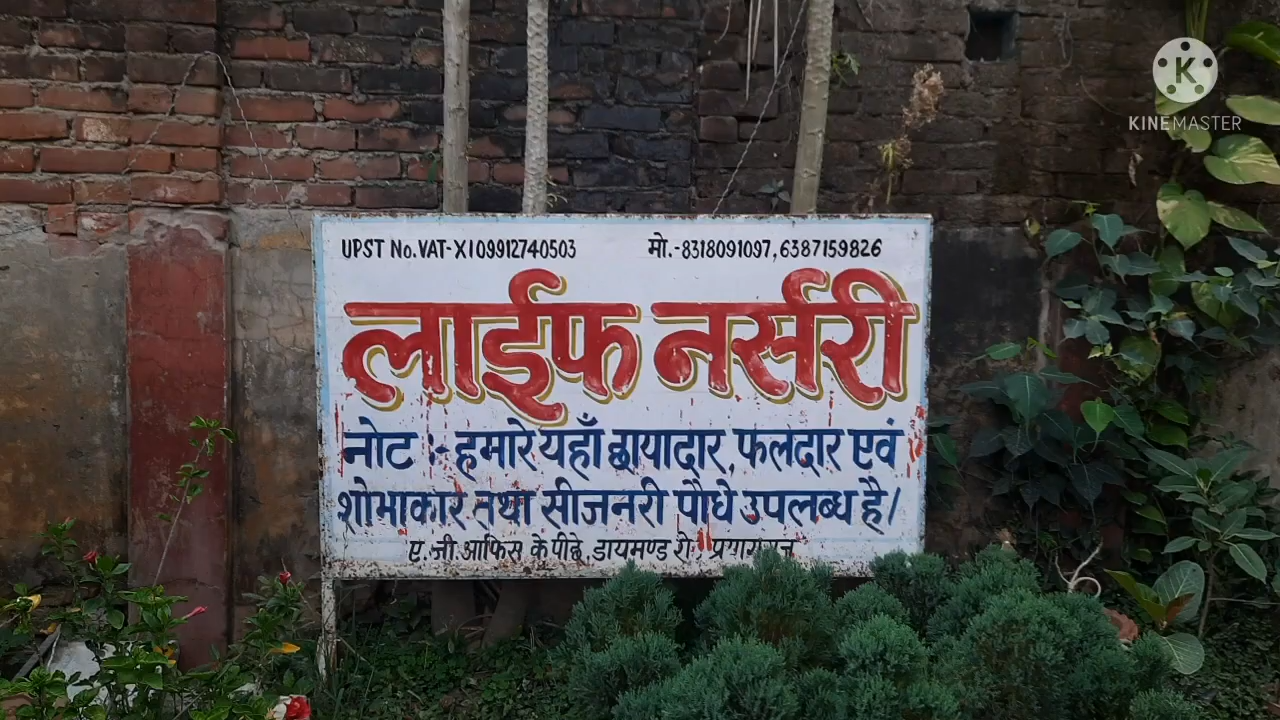 KINEMASTER
UPST No. VAT-X109912740503 मो.-8318091097,6387159826
लाईफ नर्सरी
नोट :- हमारे यहाँ छायादार, फलदार एवं
शोभाकार तथा सीजनरी पौधे उपलब्ध है।
ए.जी.आफिस के पीछे, डायमण्ड रो प्रयागराज